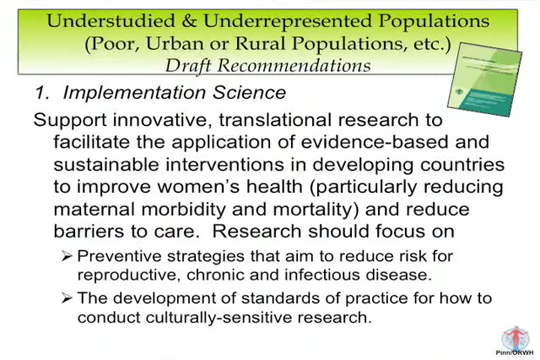 Understudied & Underrepresented Populations
(Poor, Urban or Rural Populations, etc.)
Draft Recommendations
1. Implementation Science
Support innovative, translational research to
facilitate the application of evidence-based and
sustainable interventions in developing countries
to improve women's health (particularly reducing
maternal morbidity and mortality) and reduce
barriers to care. Research should focus on
➢ Preventive strategies that aim to reduce risk for
reproductive, chronic and infectious disease.
➢ The development of standards of practice for how to
conduct culturally-sensitive research.
Pinn/ORWH